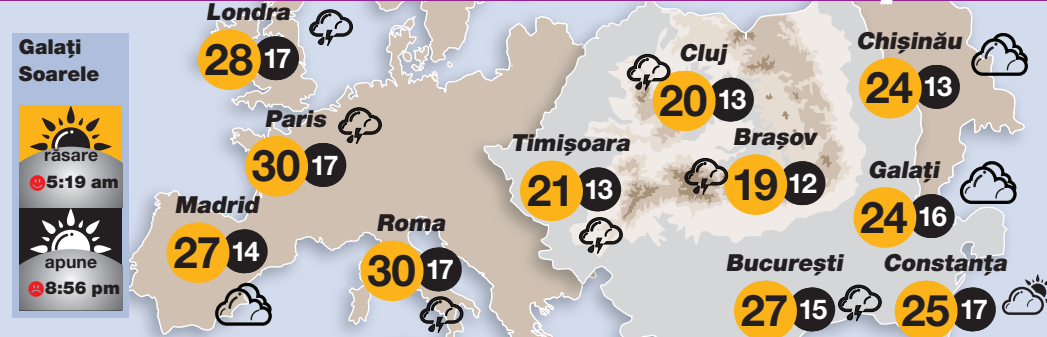 Galați
Soarele
răsare
5:19 am
apune
8:56 pm
Londra
28 17
Paris
30 17
Madrid
27 14
Roma
30 17
Timișoara
21 13
Cluj
20 13
Brașov
19 12
București
27 15
Chișinău
24 13
Galați
24 16
Constanța
25 17